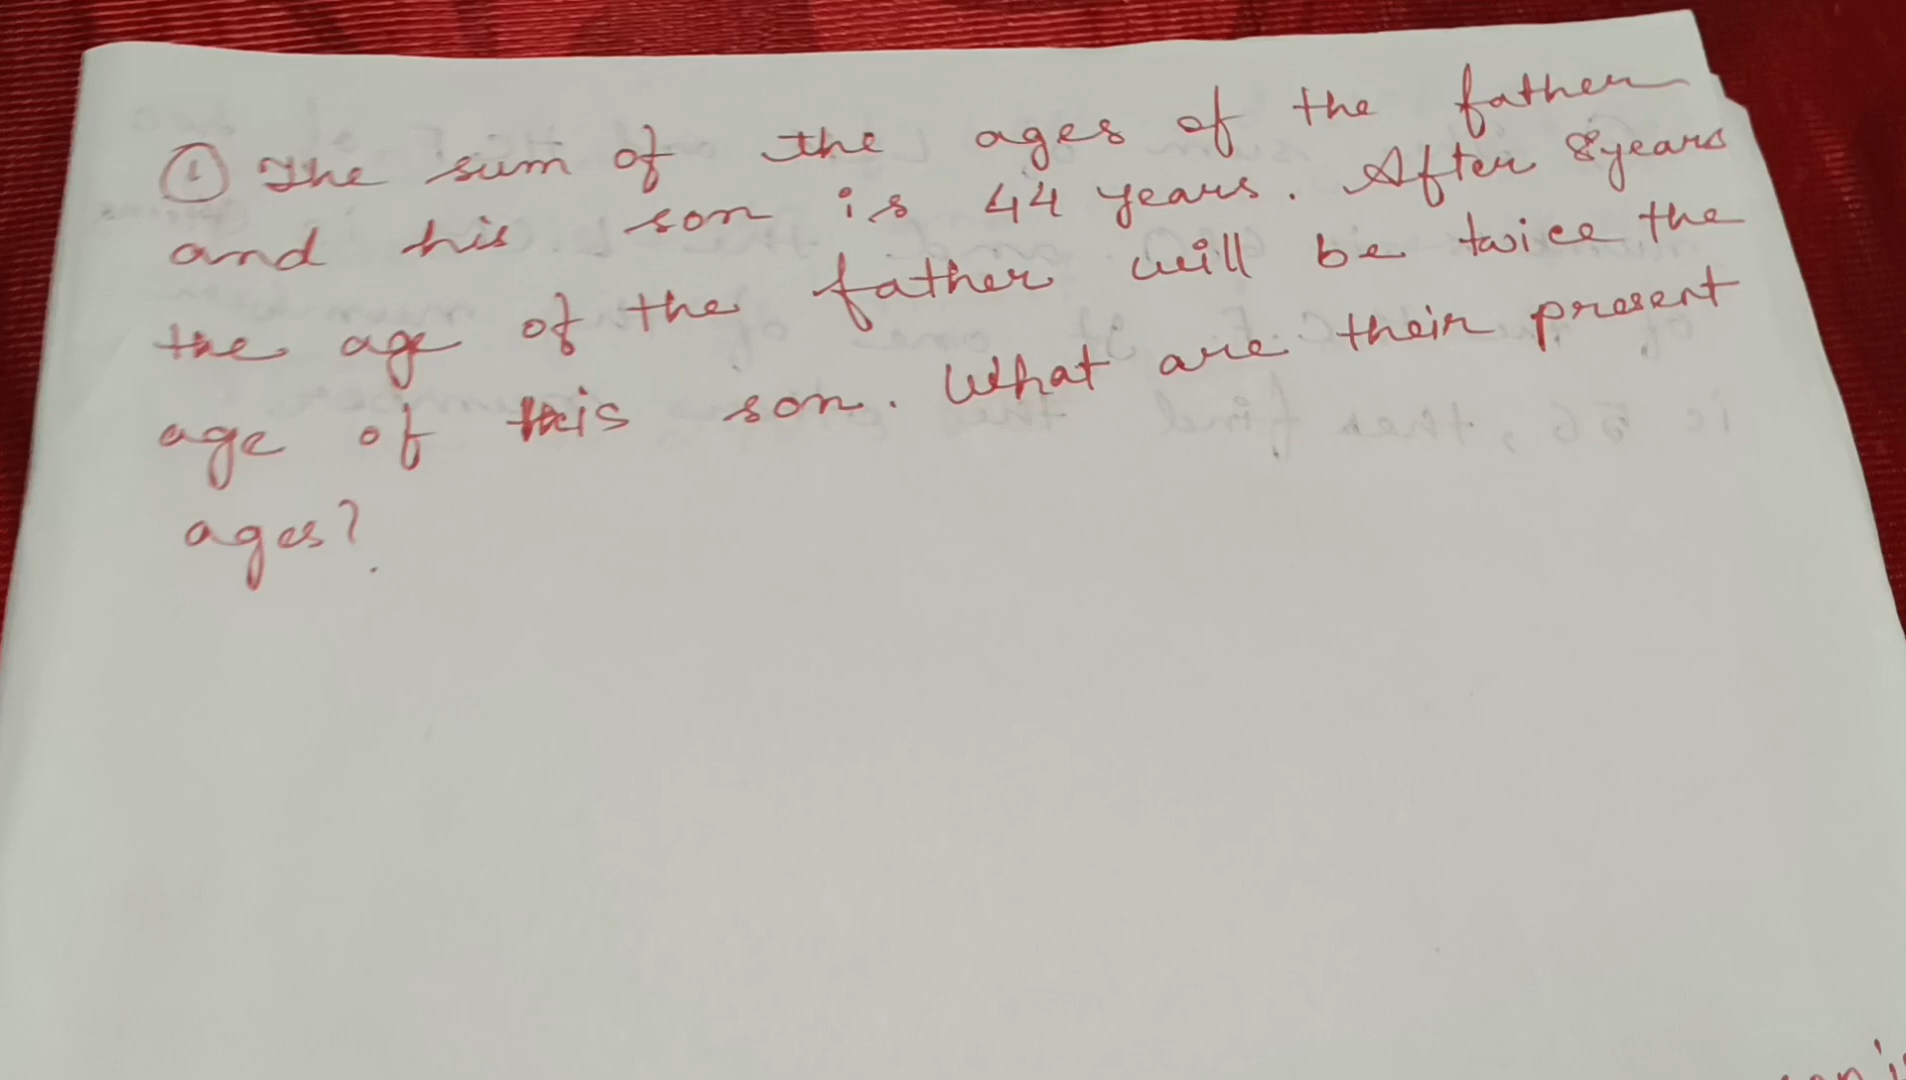 ① The sum of the ages of the father
and his son is 44 years. After 8 years
the age of the father will be twice the
age of his son. What are their present
ages?